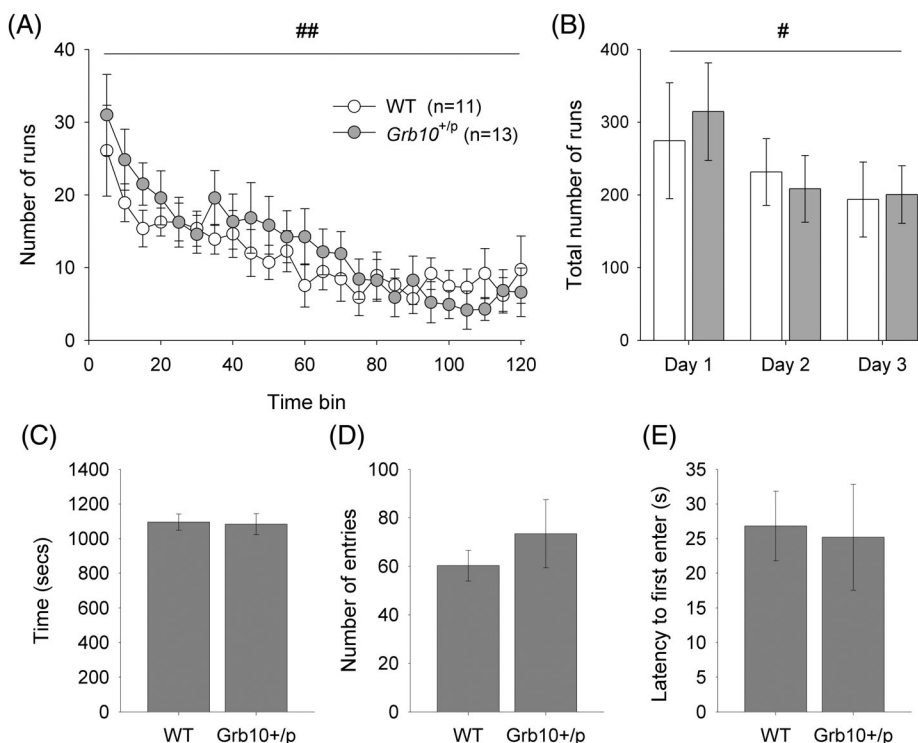 (A)
##
40
30
20
10
0
Number of runs
WT (n=11)
Grb10+/p (n=13)
0 20 40 60 80 100 120
Time bin
(B)
#
400
300
200
100
0
Total number of runs
Day 1 Day 2 Day 3
(C)
1400
1200
1000
800
600
400
200
0
Time (secs)
WT Grb10+/p
(D)
100
80
60
40
20
0
Number of entries
WT Grb10+/p
(E)
35
30
25
20
15
10
5
0
Latency to first enter (s)
WT Grb10+/p